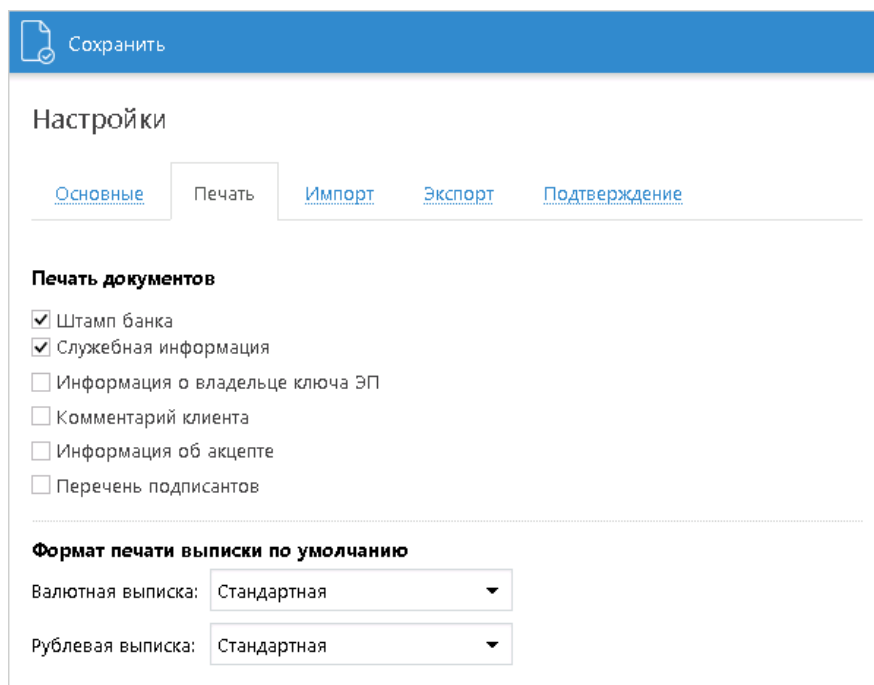 Сохранить
Настройки
Основные Печать Импорт Экспорт Подтверждение
Печать документов
Штамп банка
Служебная информация
Информация о владельце ключа ЭП
Комментарий клиента
Информация об акцепте
Перечень подписантов
Формат печати выписки по умолчанию
Валютная выписка: Стандартная
Рублевая выписка: Стандартная